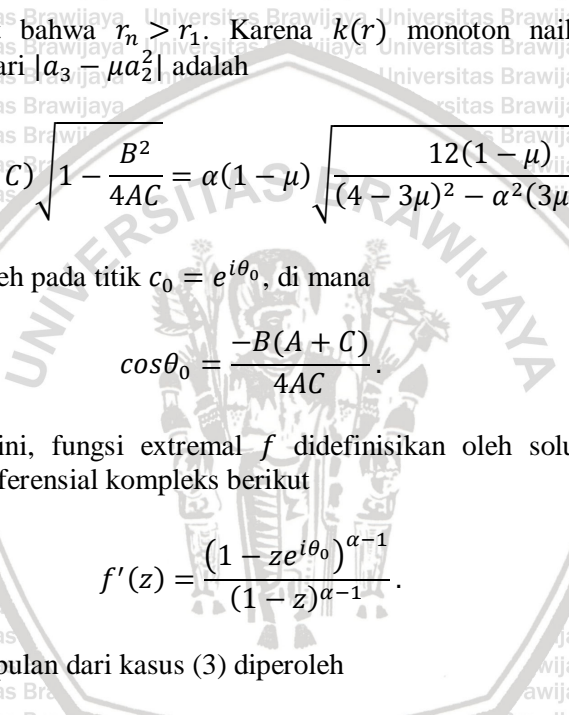 bahwa $r_n > r_1$. Karena $k(r)$ monoton naik
ari $|a_3 - \mu a_2^2|$ adalah
$C)\sqrt{1 - \frac{B^2}{4AC}} = \alpha(1 - \mu)\sqrt{\frac{12(1 - \mu)}{(4 - 3\mu)^2 - \alpha^2(3\mu}}$
eh pada titik $c_0 = e^{i\theta_0}$, di mana
$cos\theta_0 = \frac{-B(A + C)}{4AC}.$
ini, fungsi extremal $f$ didefinisikan oleh solu
ferensial kompleks berikut
$f'(z) = \frac{(1 - ze^{i\theta_0})^{\alpha-1}}{(1 - z)^{\alpha-1}}.$
pulan dari kasus (3) diperoleh
UNIVERSITAS BRAWIJAYA